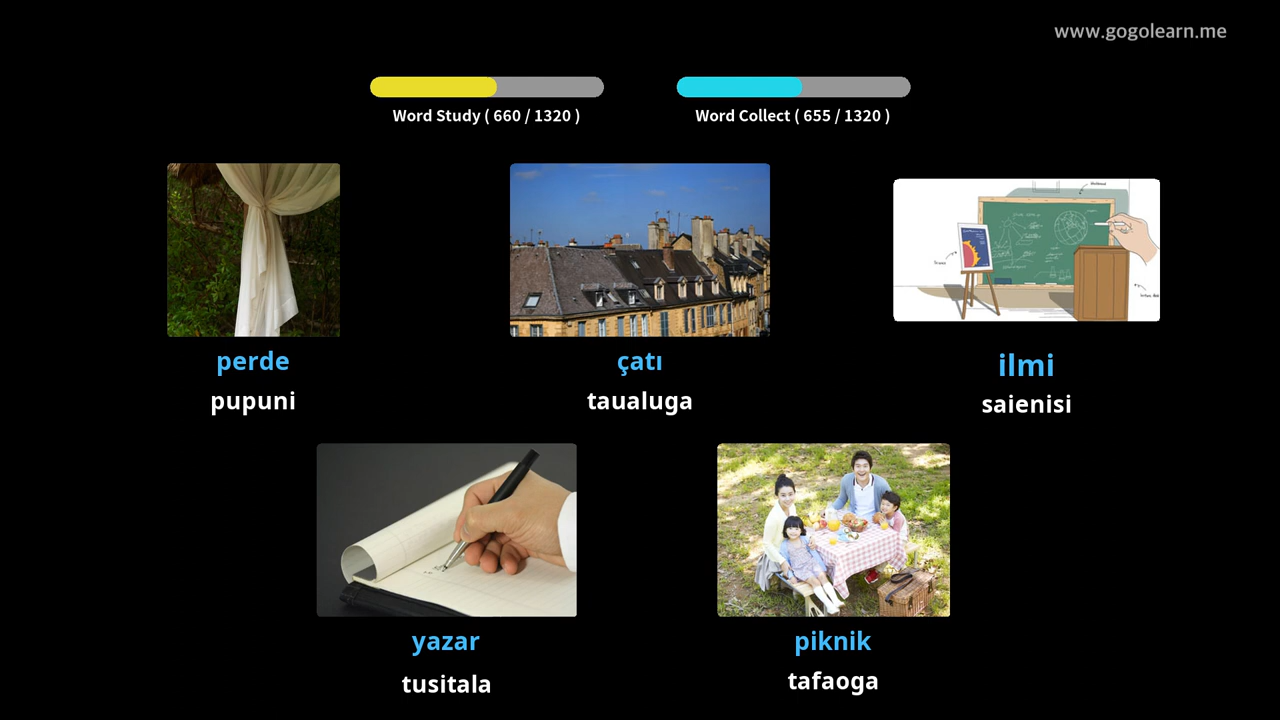 www.gogolearn.me
Word Study ( 660 / 1320 )
Word Collect ( 655 / 1320 )
perde
pupuni
çatı
taualuga
ilmi
saienisi
yazar
tusitala
piknik
tafaoga